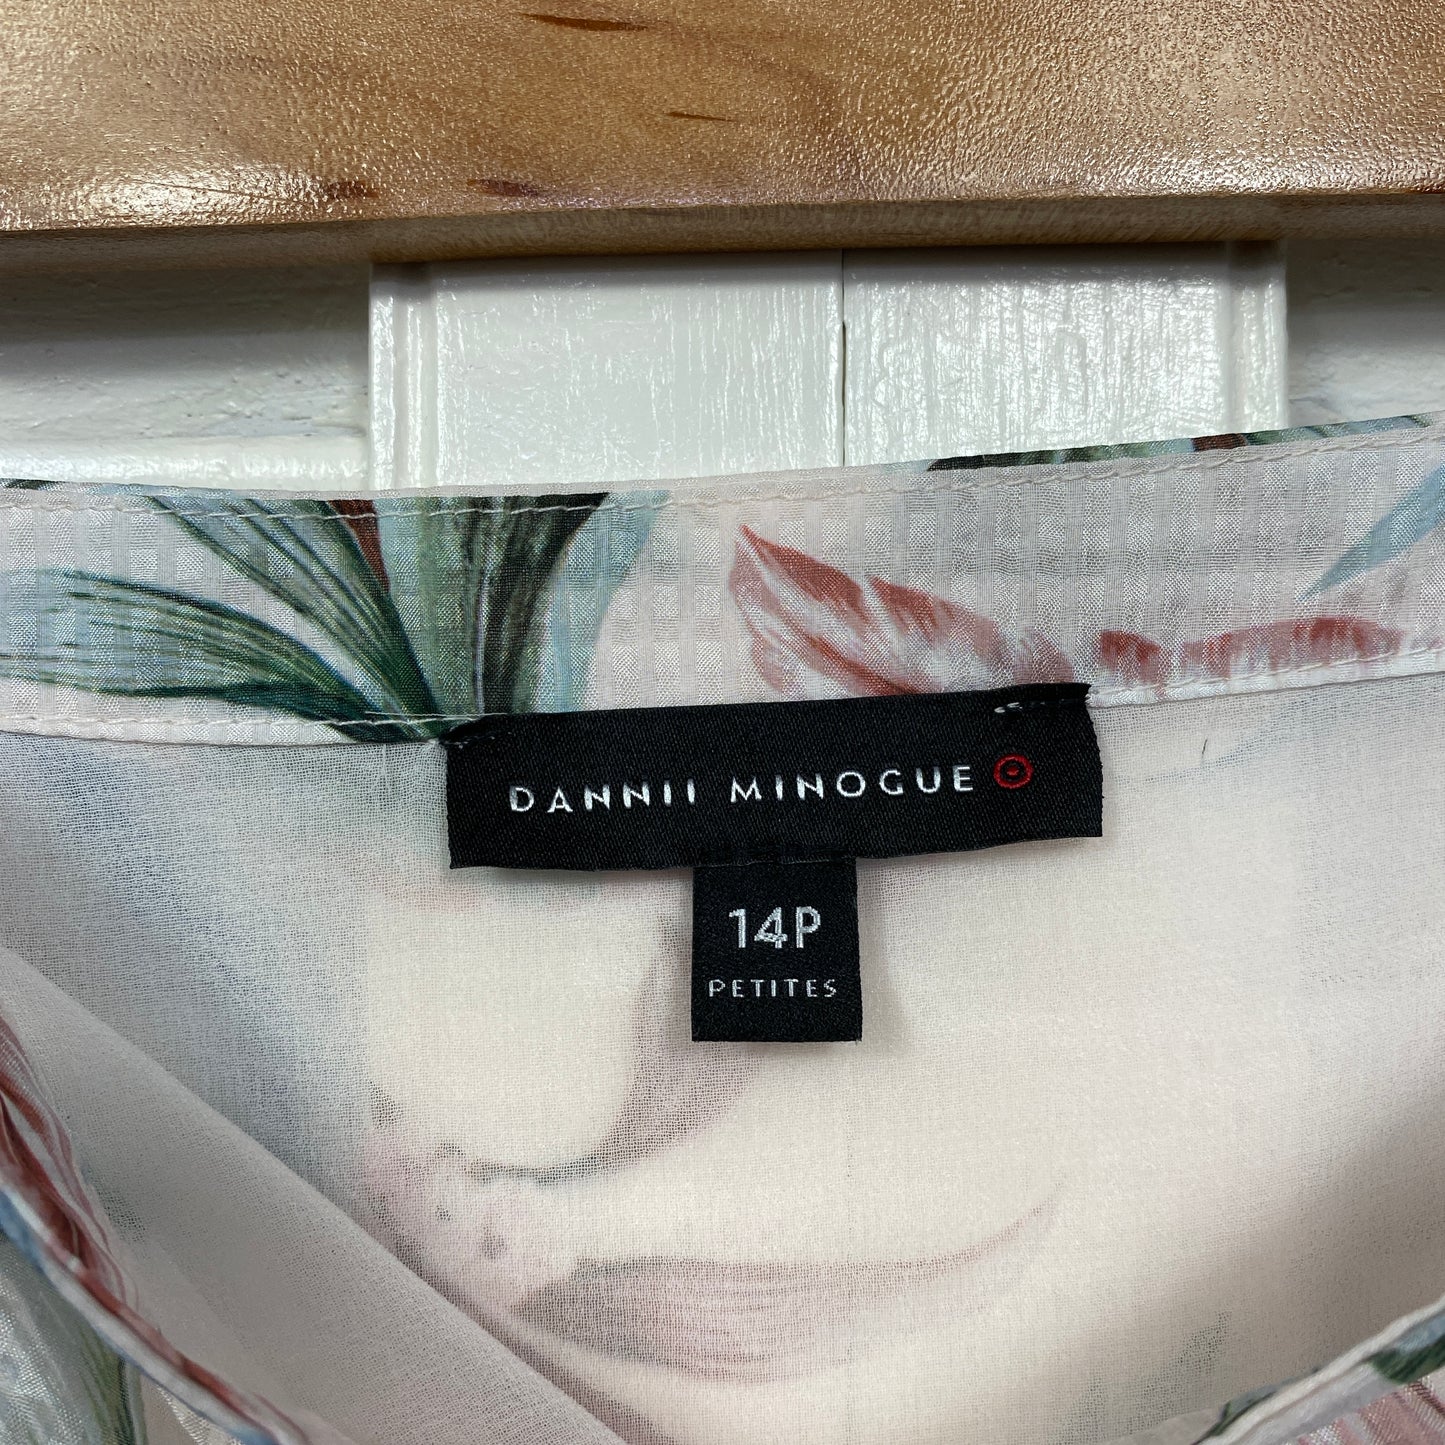 DANNII MINOGUE
14P
PETITES